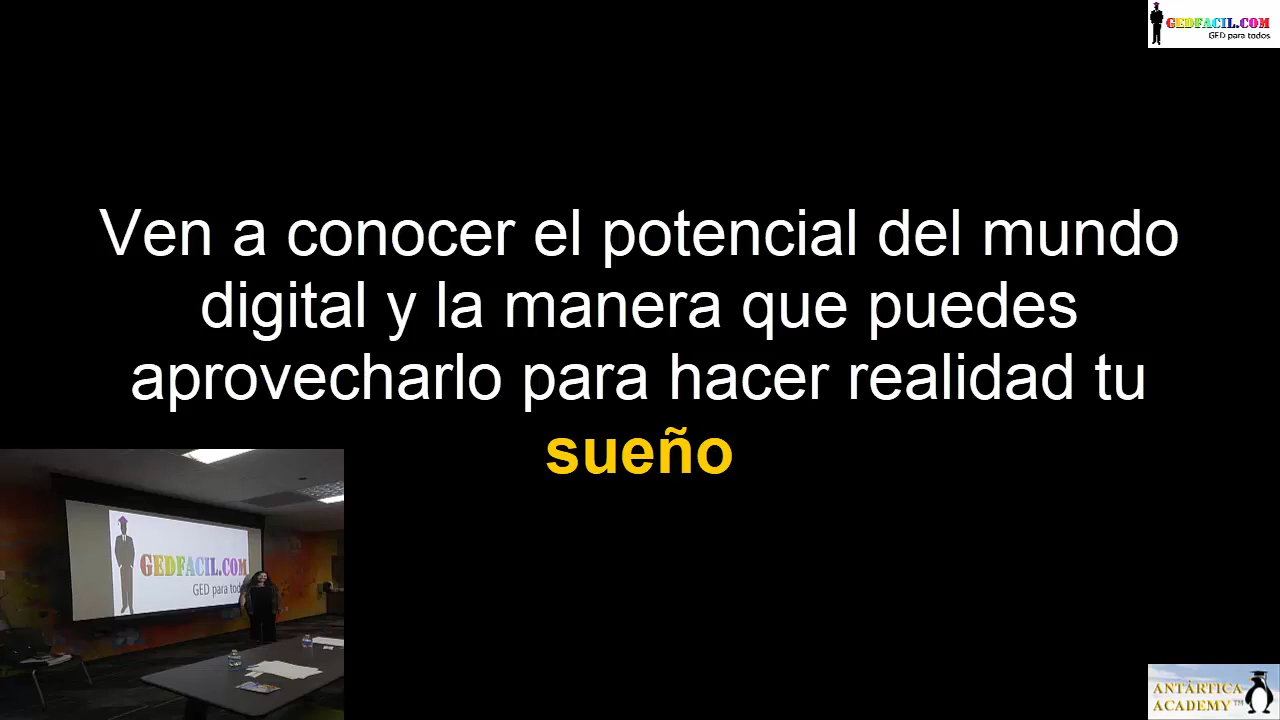 GEDFACIL.COM
GED para todos
Ven a conocer el potencial del mundo
digital y la manera que puedes
aprovecharlo para hacer realidad tu
sueño
GEDFACIL.COM
GED para tod
ANTÁRTICA
ACADEMY™